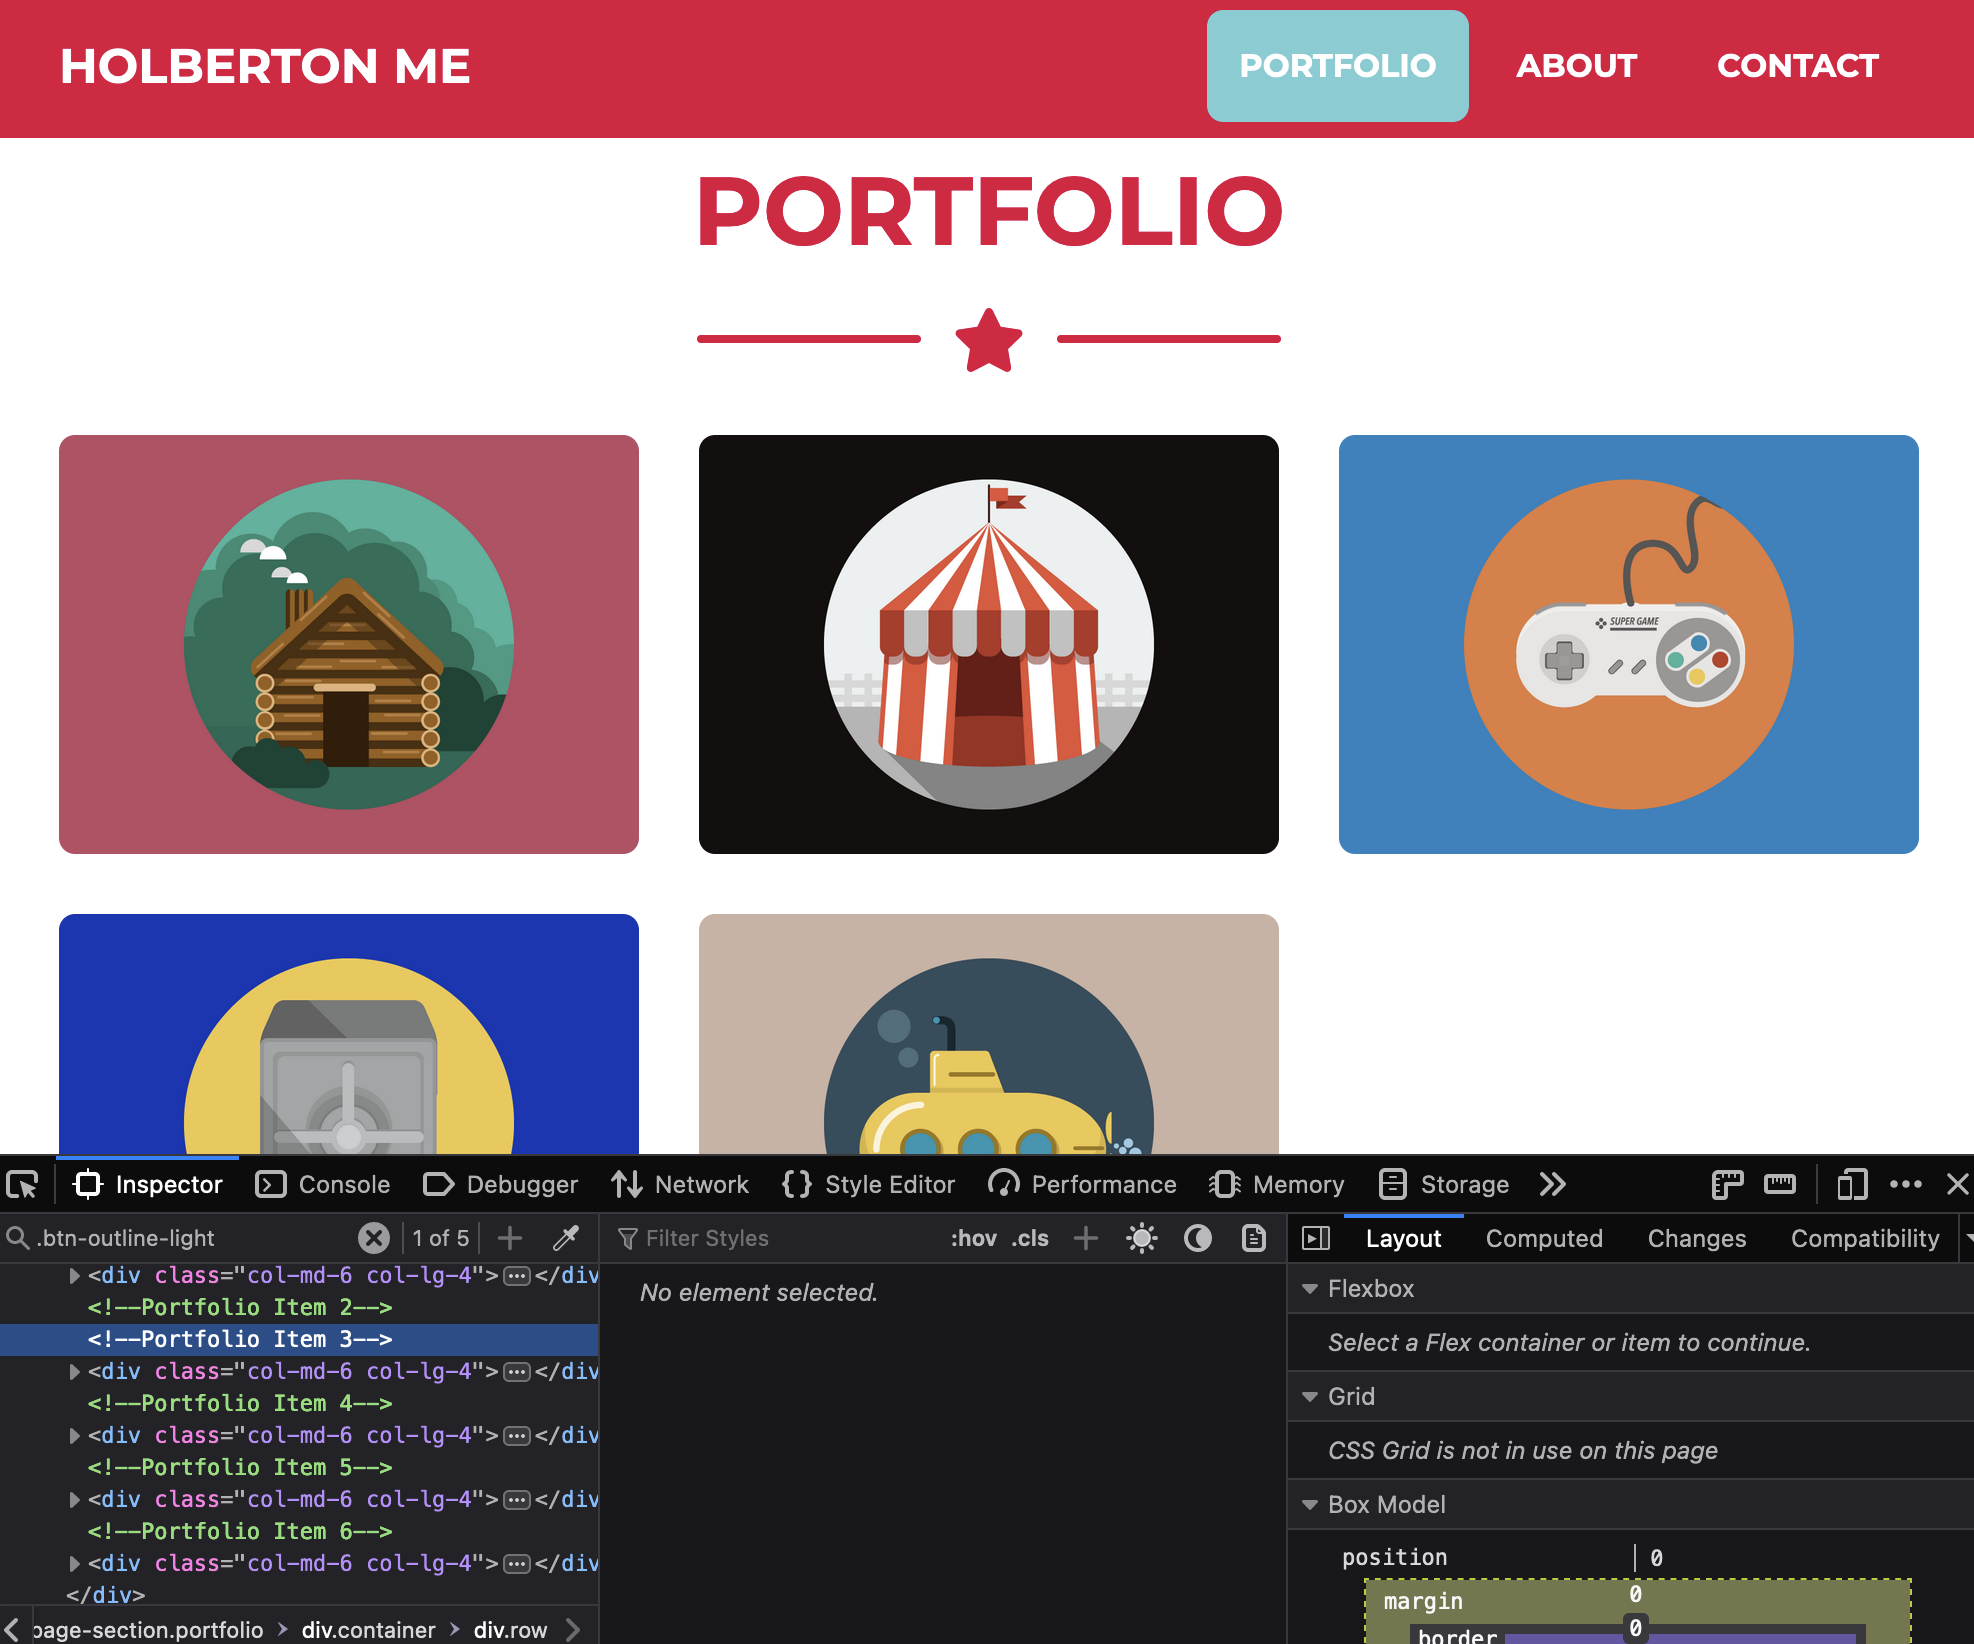 HOLBERTON ME
PORTFOLIO ABOUT CONTACT
PORTFOLIO
SUPER GAME
Inspector Console Debugger Network Style Editor Performance Memory Storage
.btn-outline-light 1 of 5
Filter Styles :hov .cls
Layout Computed Changes Compatibility
<div class="col-md-6 col-lg-4"> </div
<!--Portfolio Item 2-->
<!--Portfolio Item 3-->
<div class="col-md-6 col-lg-4"> </div
<!--Portfolio Item 4-->
<div class="col-md-6 col-lg-4"> </div
<!--Portfolio Item 5-->
<div class="col-md-6 col-lg-4"> </div
<!--Portfolio Item 6-->
<div class="col-md-6 col-lg-4"> </div
</div>
page-section.portfolio > div.container > div.row
No element selected.
Flexbox
Select a Flex container or item to continue.
Grid
CSS Grid is not in use on this page
Box Model
position 0
margin 0
border 0